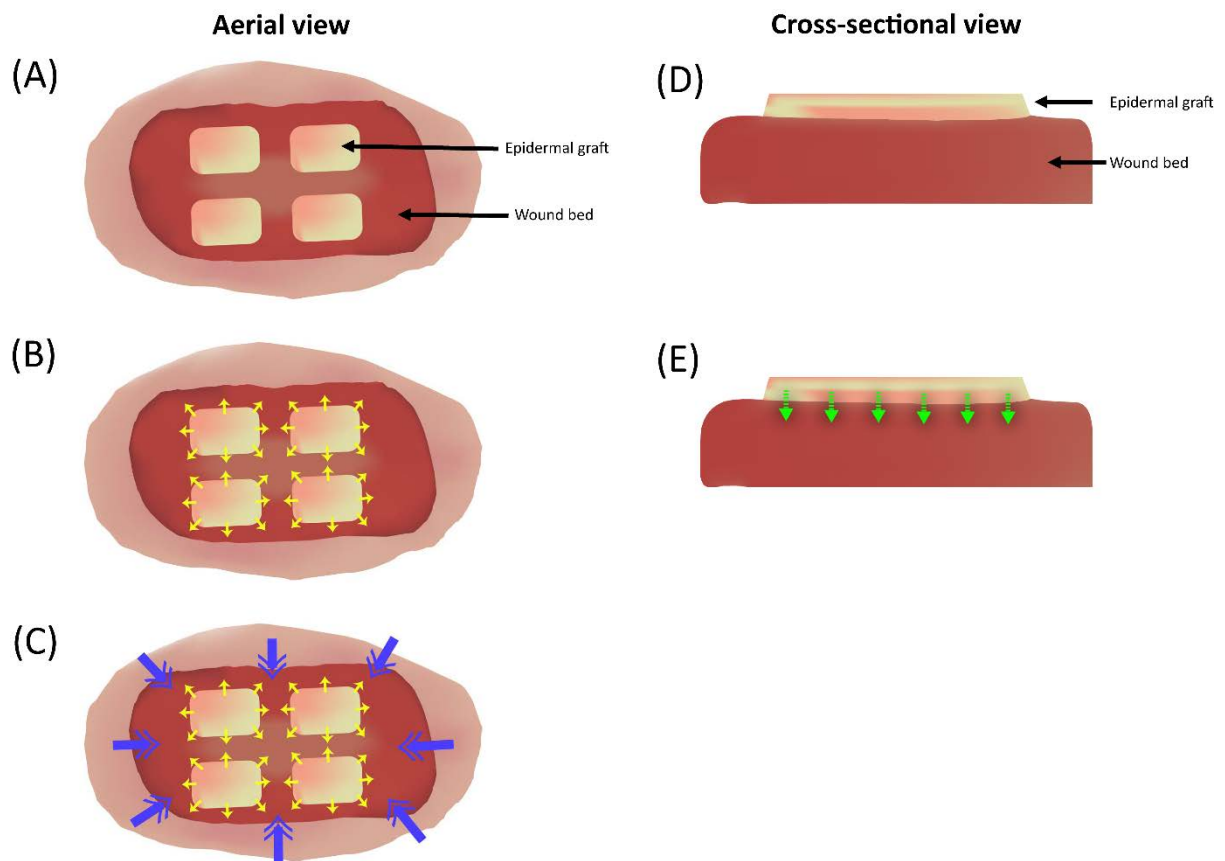 Aerial view
Cross-sectional view
(A)
Epidermal graft
Wound bed
(D)
Epidermal graft
Wound bed
(B)
(E)
(C)